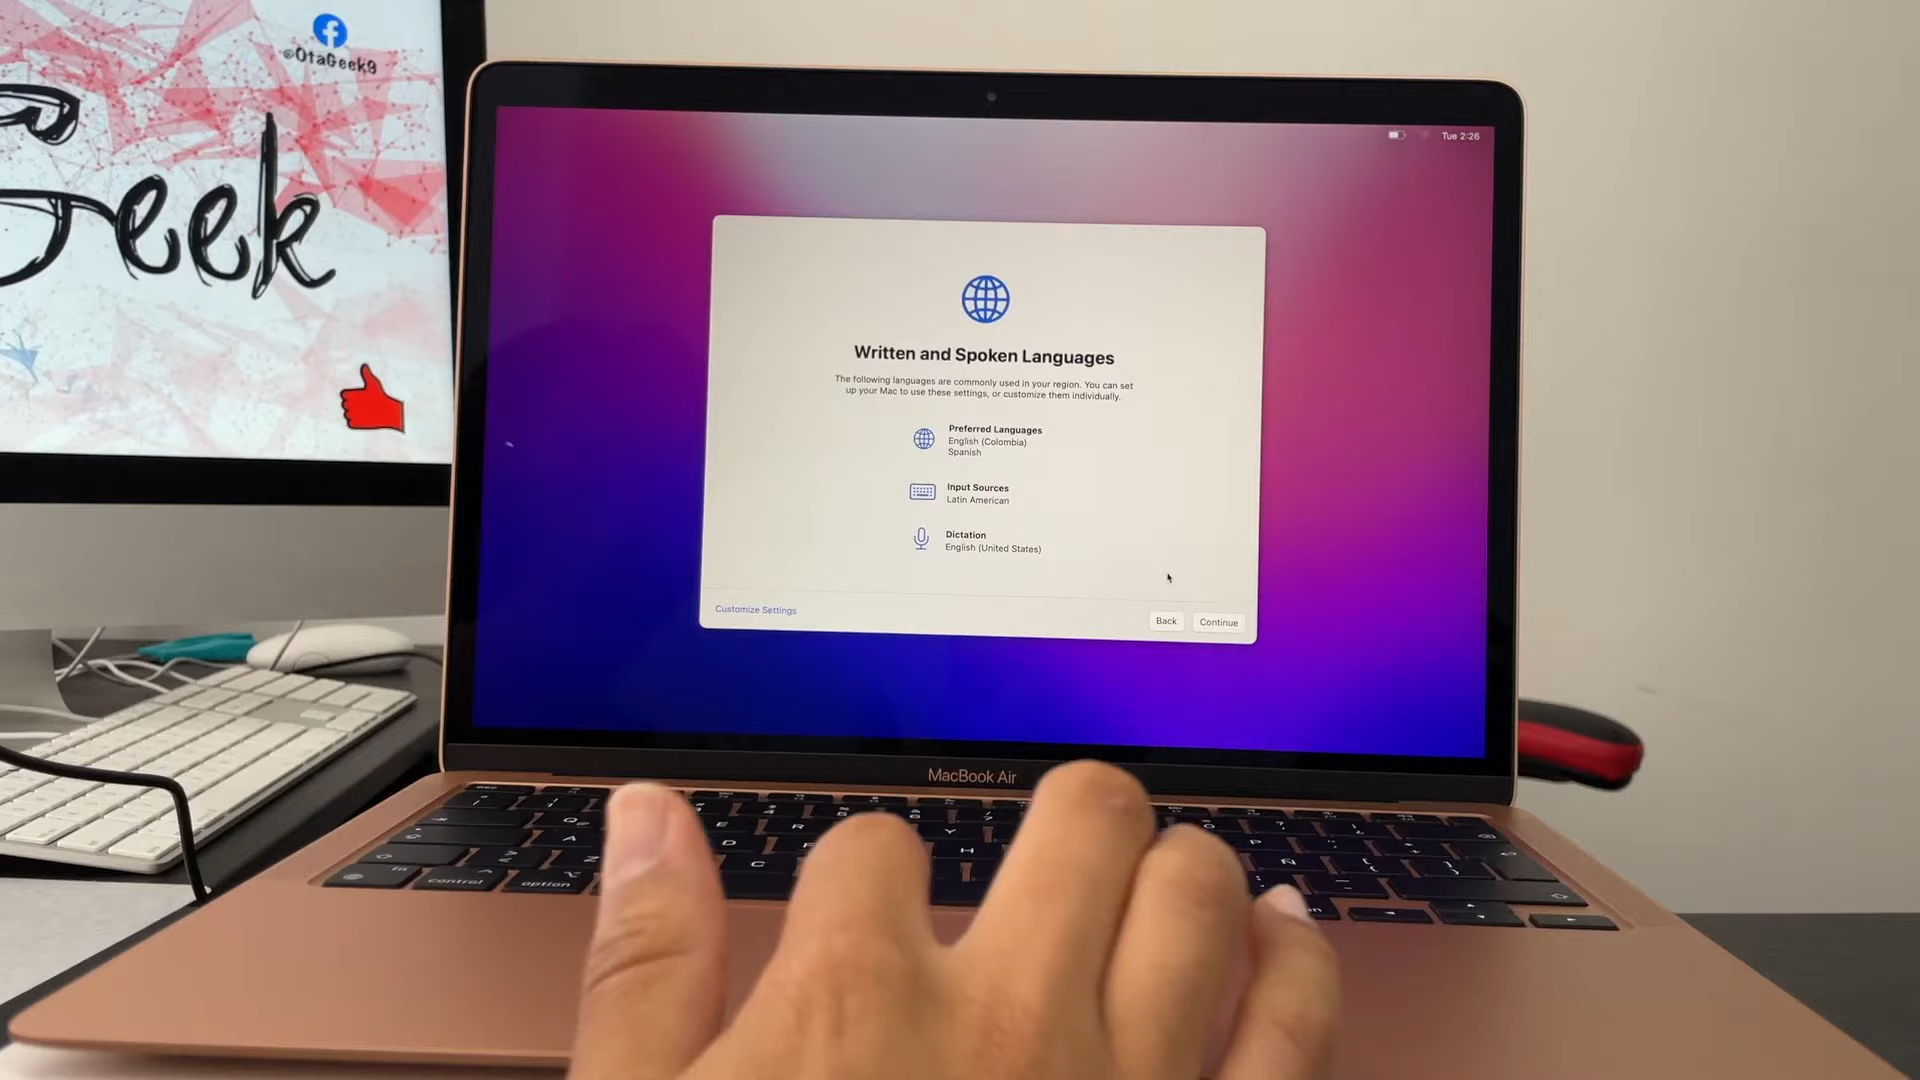 @OtaGeek9
@
Geek
Tue 2:26
Written and Spoken Languages
The following languages are commonly used in your region. You can set
up your Mac to use these settings, or customize them individually.
Preferred Languages
English (Colombia)
Spanish
Input Sources
Latin American
Dictation
English (United States)
Customize Settings
Back
Continue
MacBook Air
esc
Q
E
R
Y
P
A
D
H
Ñ
Z
C
fn
control
option